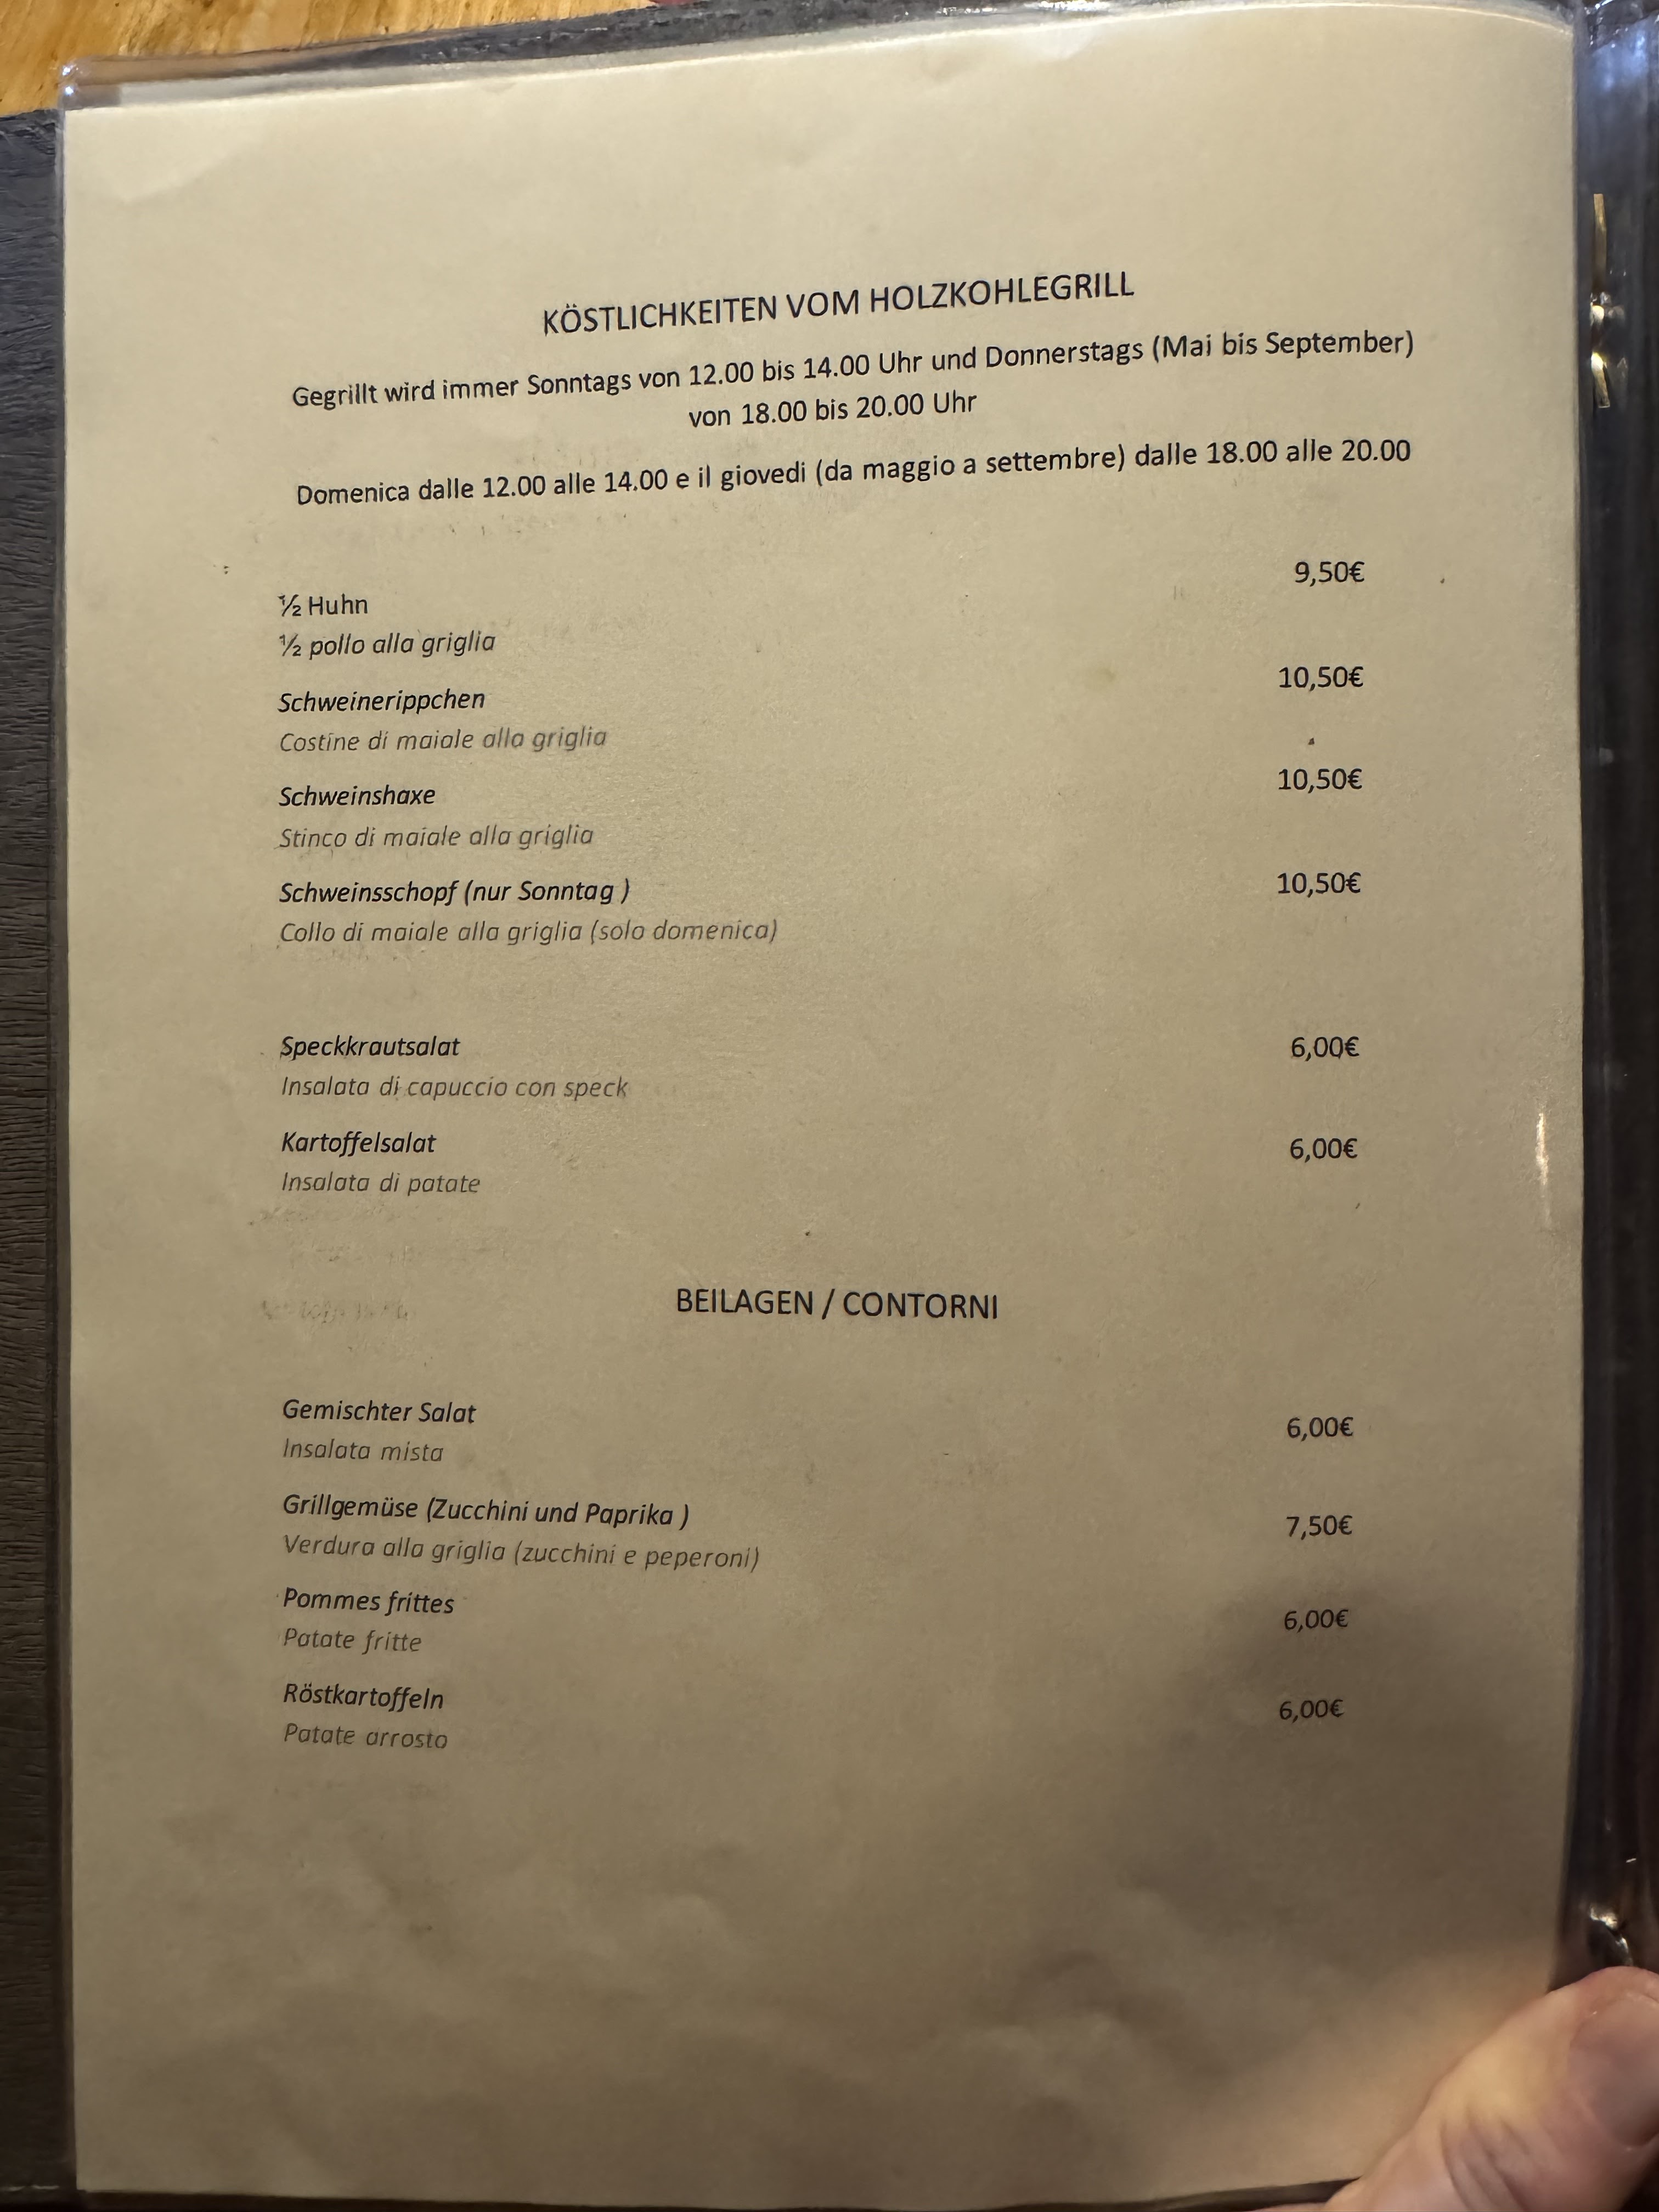 KÖSTLICHKEITEN VOM HOLZKOHLEGRILL
Gegrillt wird immer Sonntags von 12.00 bis 14.00 Uhr und Donnerstags (Mai bis September)
von 18.00 bis 20.00 Uhr
Domenica dalle 12.00 alle 14.00 e il giovedi (da maggio a settembre) dalle 18.00 alle 20.00
½ Huhn 9,50€
½ pollo alla griglia
Schweinerippchen 10,50€
Costine di maiale alla griglia
Schweinshaxe 10,50€
Stinco di maiale alla griglia
Schweinsschopf (nur Sonntag ) 10,50€
Collo di maiale alla griglia (solo domenica)
Speckkrautsalat 6,00€
Insalata di capuccio con speck
Kartoffelsalat 6,00€
Insalata di patate
BEILAGEN / CONTORNI
Gemischter Salat 6,00€
Insalata mista
Grillgemüse (Zucchini und Paprika ) 7,50€
Verdura alla griglia (zucchini e peperoni)
Pommes frittes 6,00€
Patate fritte
Röstkartoffeln 6,00€
Patate arrosto